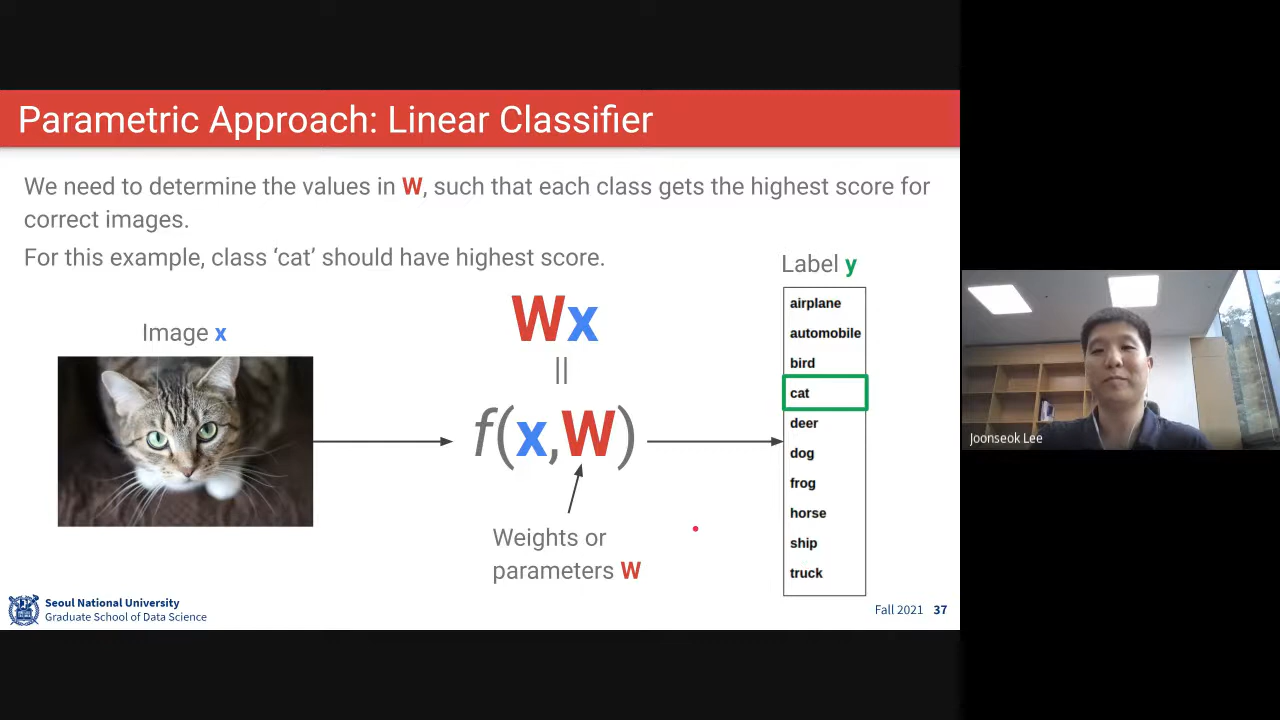 Parametric Approach: Linear Classifier
We need to determine the values in W, such that each class gets the highest score for
correct images.
For this example, class ‘cat’ should have highest score.
Label y
Image x
Wx
||
f(x,W)
Weights or
parameters W
airplane
automobile
bird
cat
deer
dog
frog
horse
ship
truck
Joonseok Lee
Seoul National University
Graduate School of Data Science
Fall 2021 37